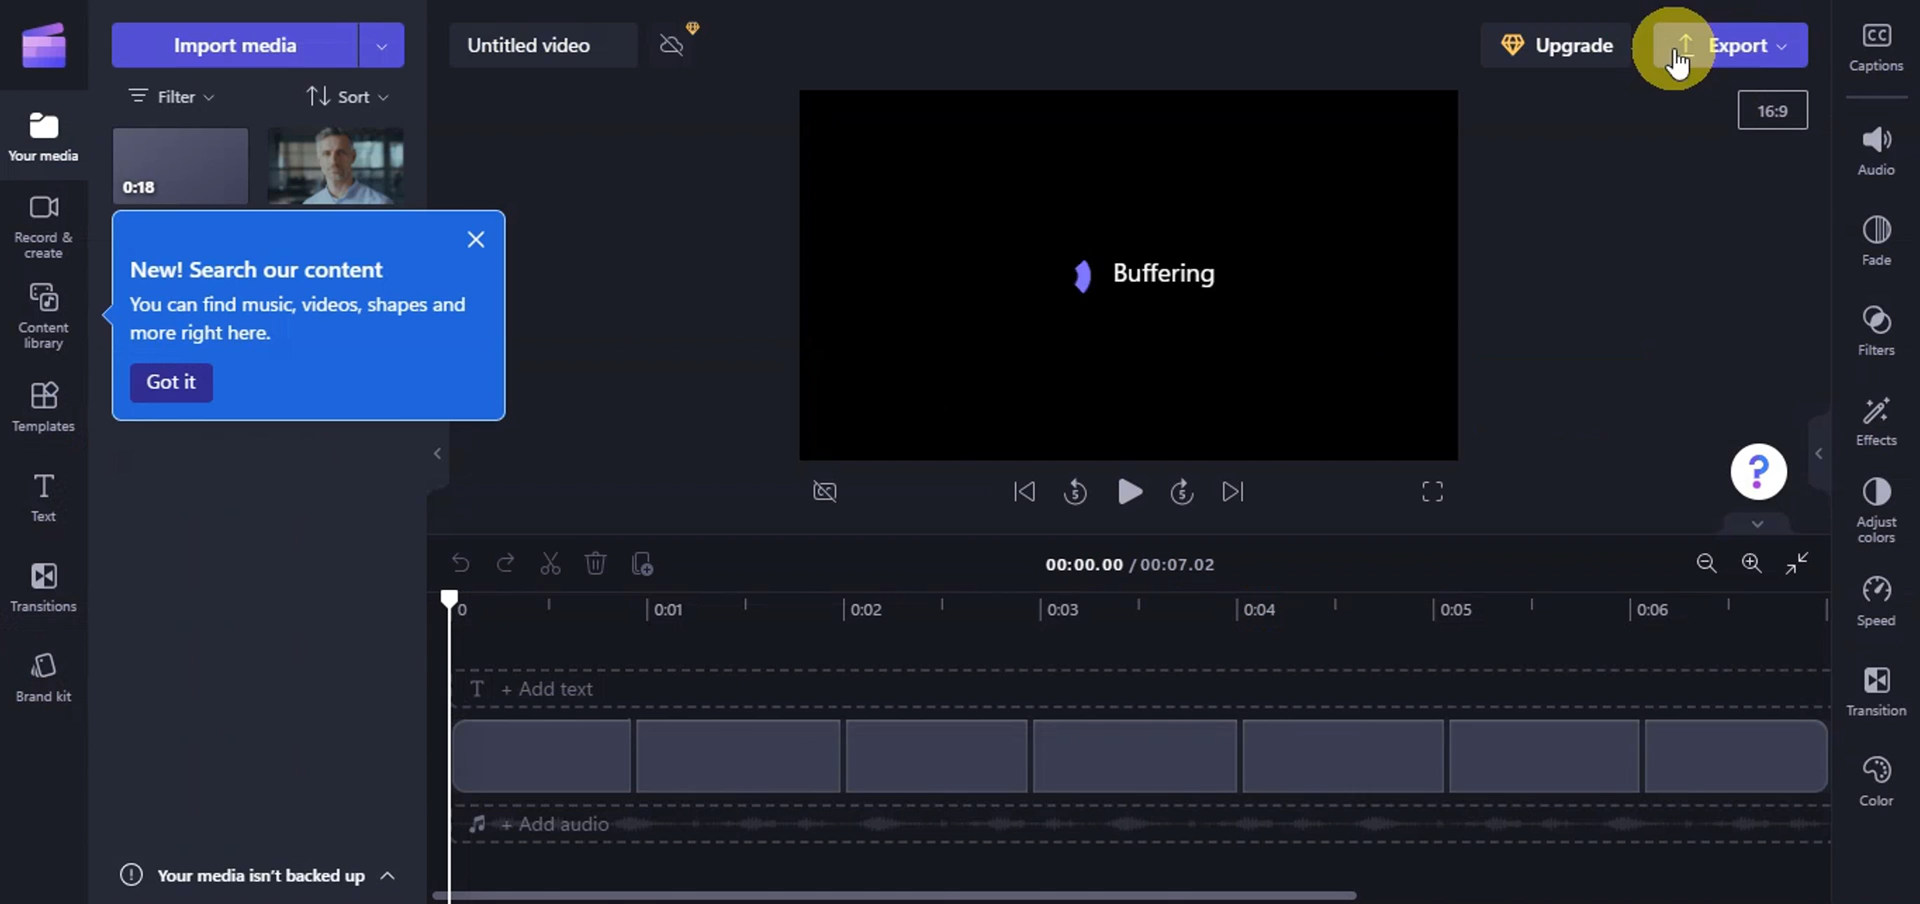 Import media
Untitled video
Upgrade
Export
CC
Captions
Filter
Sort
16:9
Your media
0:18
Audio
Record &
create
New! Search our content
You can find music, videos, shapes and
more right here.
Got it
Buffering
Fade
Content
library
Filters
Templates
Effects
5
5
?
T
Text
Adjust
colors
00:00.00 / 00:07.02
Transitions
0
0:01
0:02
0:03
0:04
0:05
0:06
Speed
Brand kit
T + Add text
Transition
+ Add audio
Color
Your media isn't backed up